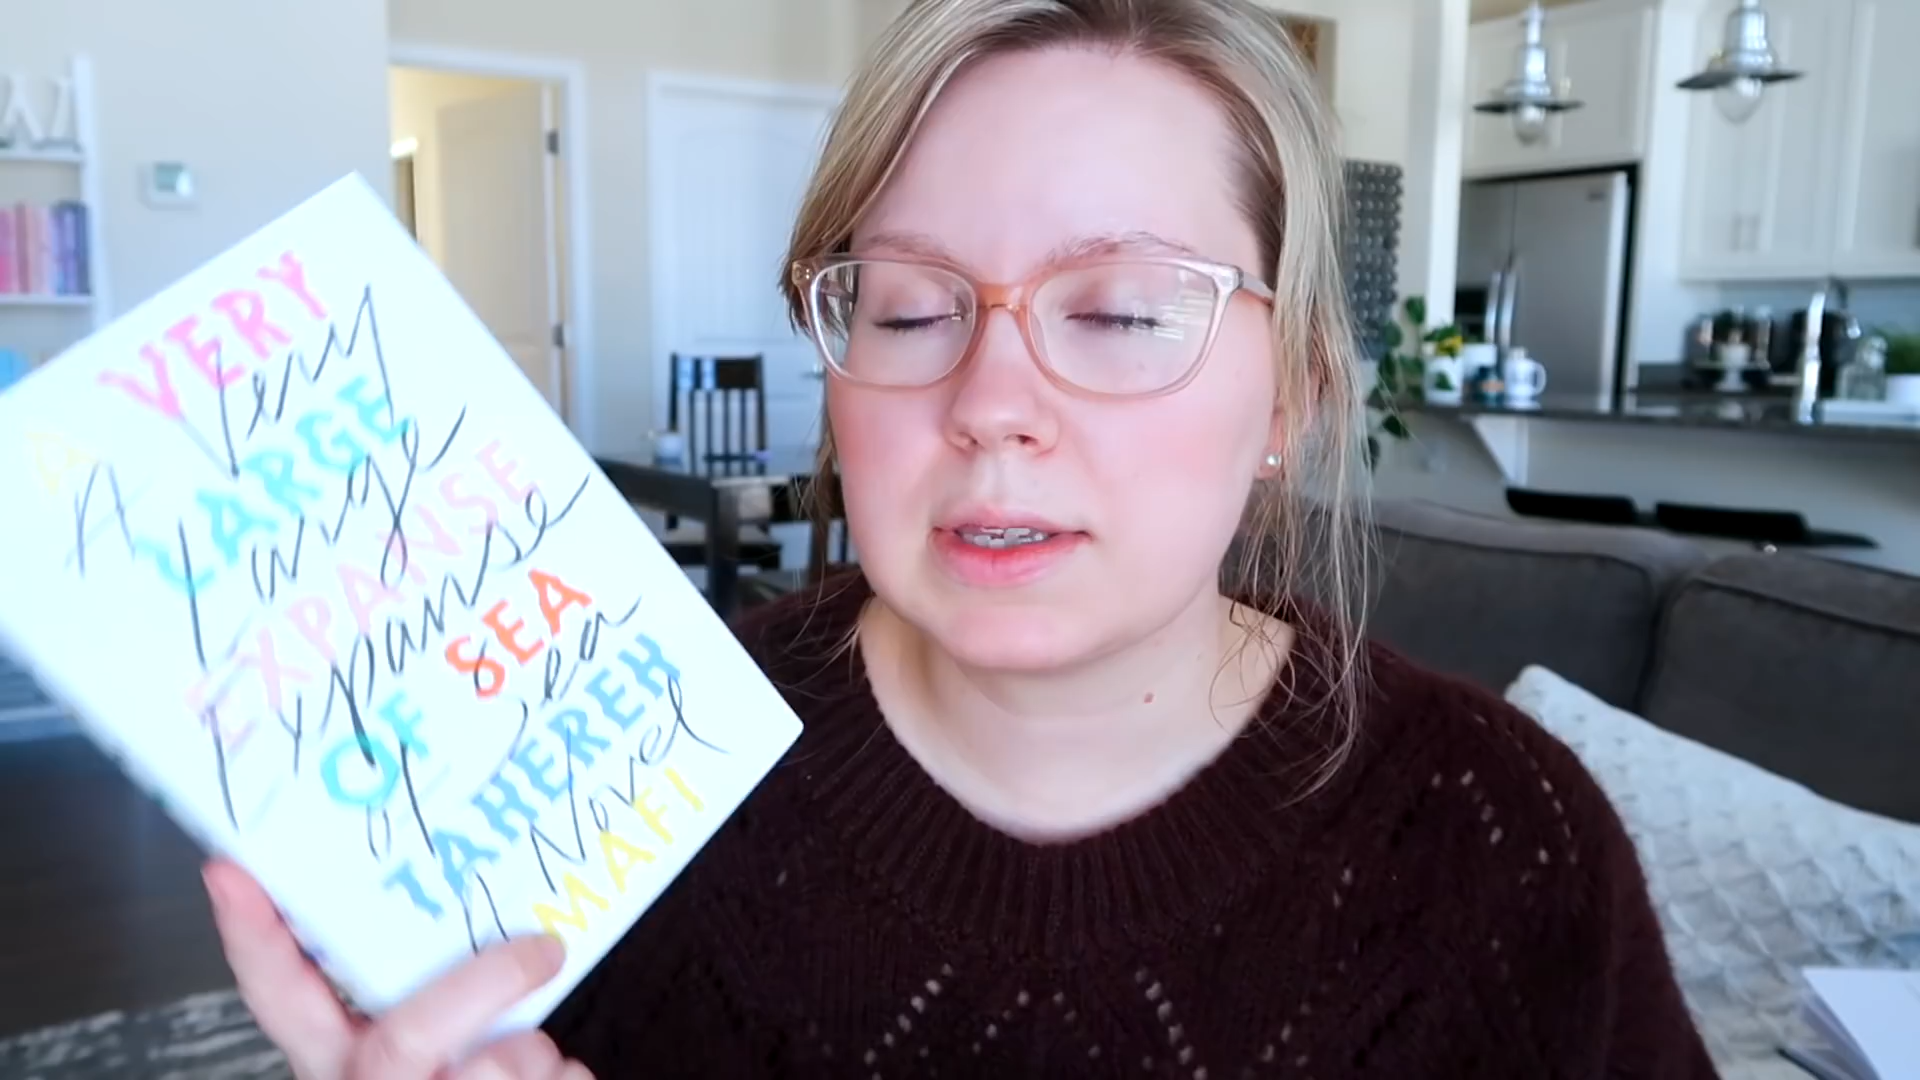 A VERY
A Very
LARGE
Large
EXPANSE
Expanse
OF SEA
of Sea
TAHEREH
A Novel
MAFI